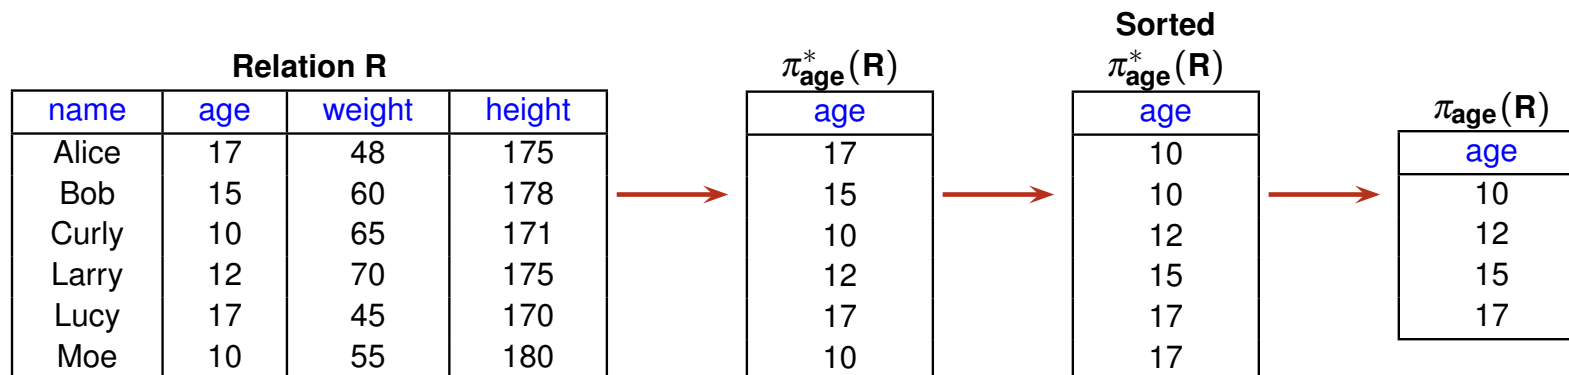 Relation R
name age weight height
Alice 17 48 175
Bob 15 60 178
Curly 10 65 171
Larry 12 70 175
Lucy 17 45 170
Moe 10 55 180
π*age(R)
age
17
15
10
12
17
10
Sorted
π*age(R)
age
10
10
12
15
17
17
πage(R)
age
10
12
15
17